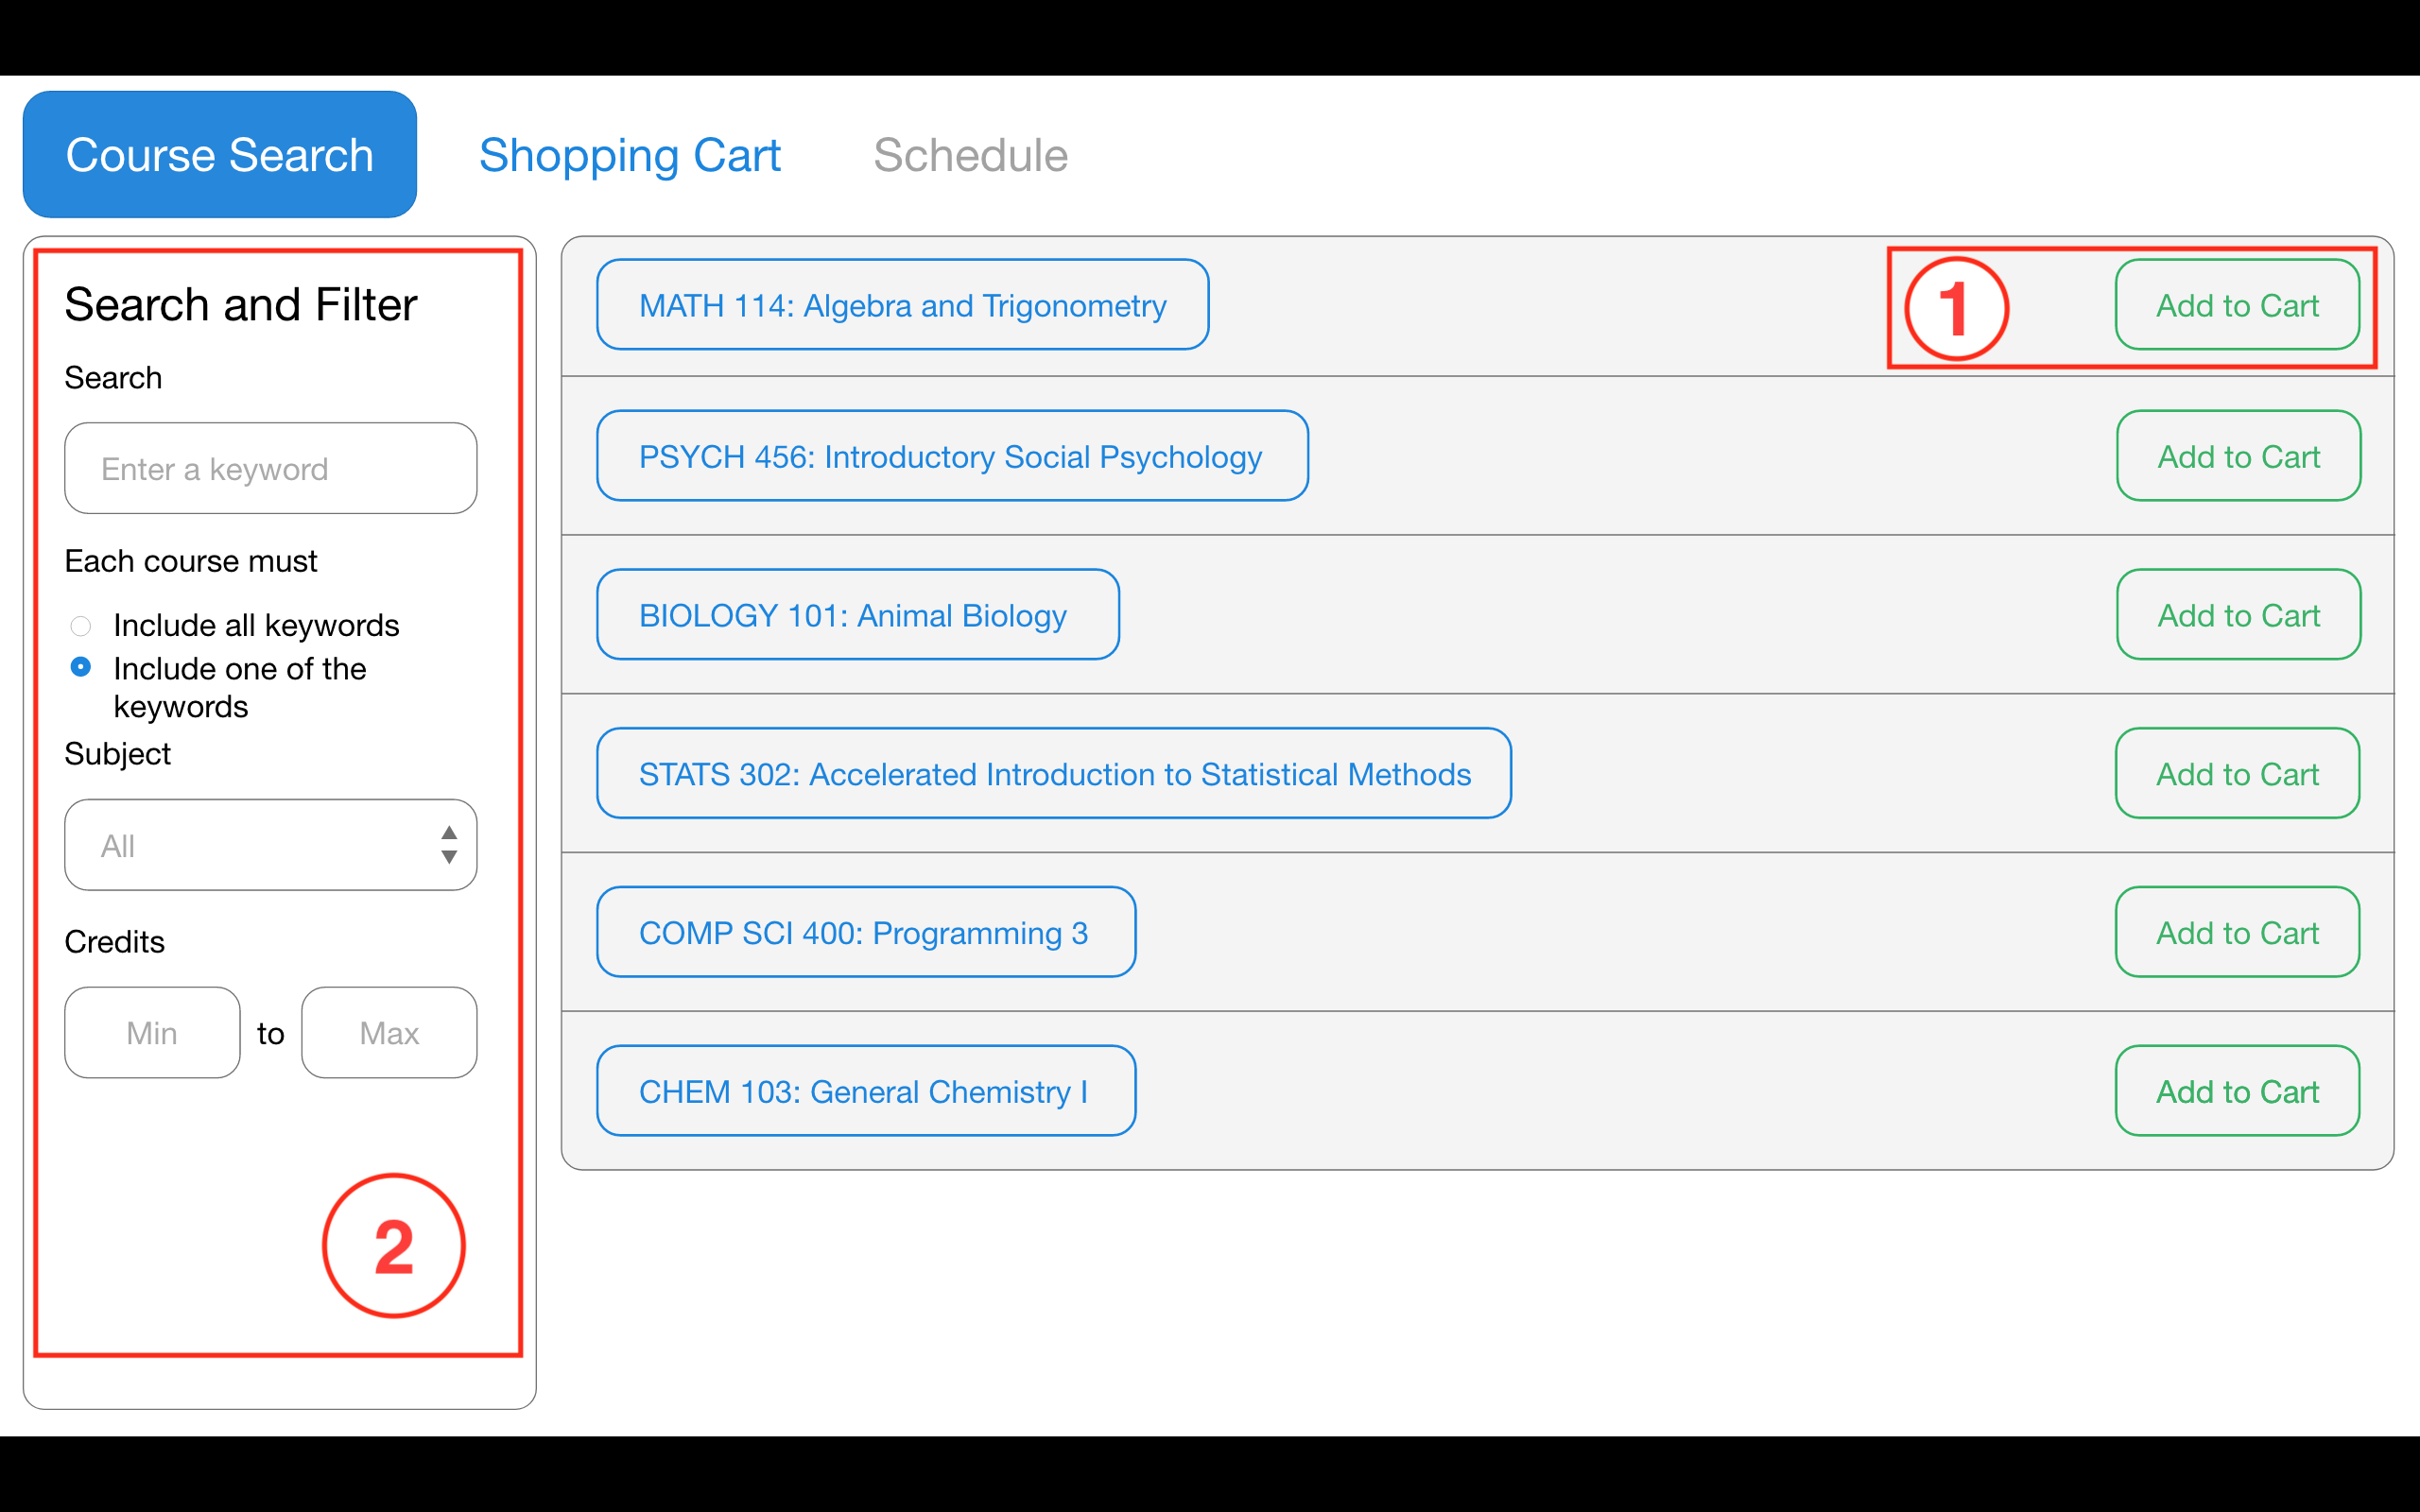 Course Search
Shopping Cart
Schedule
Search and Filter
Search
Enter a keyword
Each course must
Include all keywords
Include one of the
keywords
Subject
All
Credits
Min to Max
2
MATH 114: Algebra and Trigonometry
1
Add to Cart
PSYCH 456: Introductory Social Psychology
Add to Cart
BIOLOGY 101: Animal Biology
Add to Cart
STATS 302: Accelerated Introduction to Statistical Methods
Add to Cart
COMP SCI 400: Programming 3
Add to Cart
CHEM 103: General Chemistry I
Add to Cart